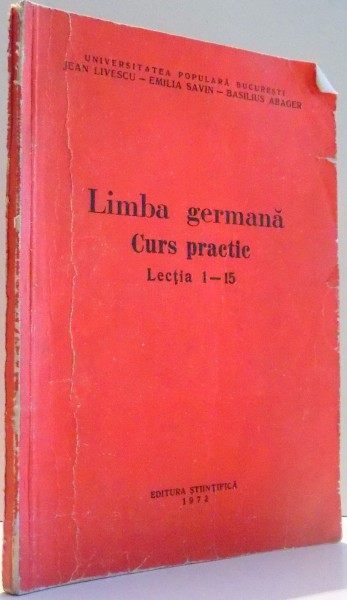 UNIVERSITATEA POPULARĂ BUCUREȘTI
JEAN LIVESCU — EMILIA SAVIN — BASILIUS ABAGER
Limba germană
Curs practic
Lecția 1—15
EDITURA ȘTIINȚIFICĂ
1972